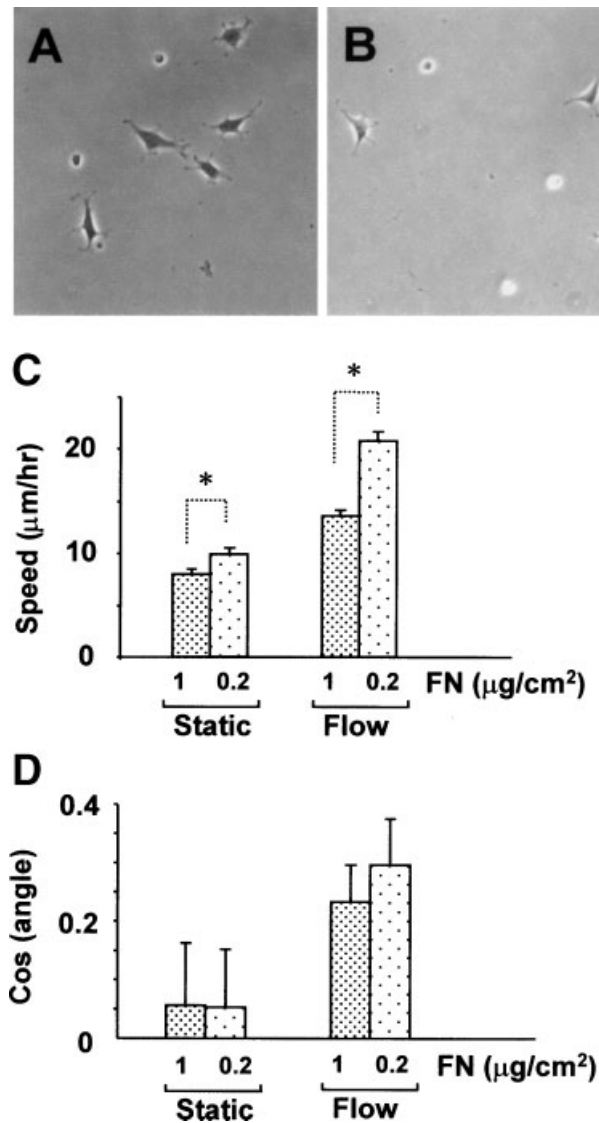 A B
C
* *
Speed (μm/hr)
20
10
0
1 0.2 1 0.2 FN (μg/cm²)
Static Flow
D
Cos (angle)
0.4
0.2
0
1 0.2 1 0.2 FN (μg/cm²)
Static Flow